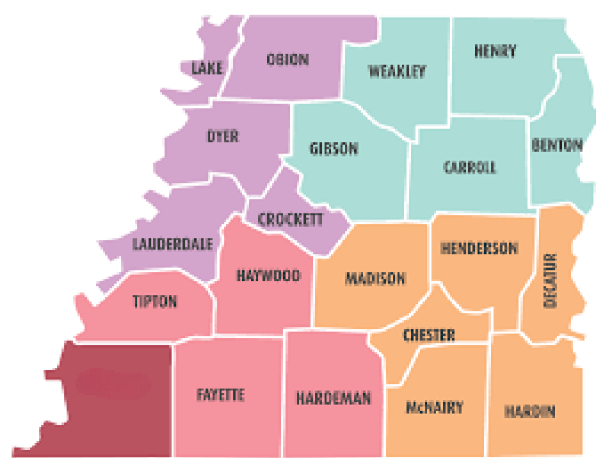 LAKE
OBION
WEAKLEY
HENRY
DYER
GIBSON
CARROLL
BENTON
CROCKETT
LAUDERDALE
HAYWOOD
MADISON
HENDERSON
DECATUR
TIPTON
CHESTER
FAYETTE
HARDEMAN
McNAIRY
HARDIN